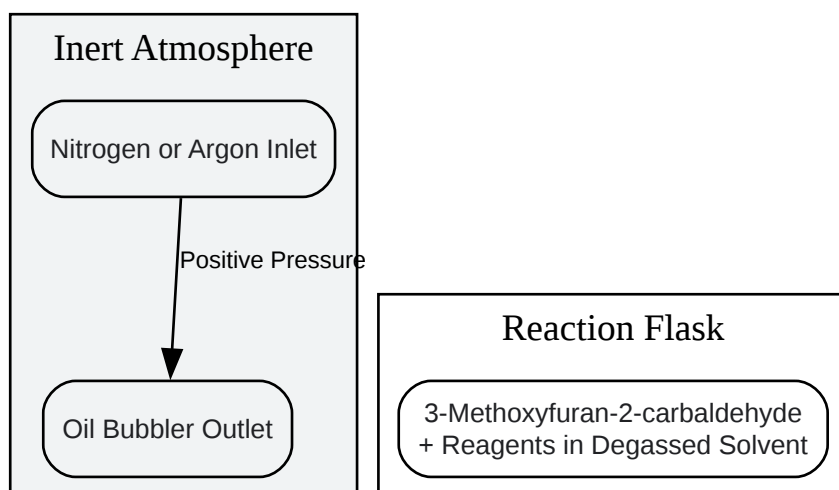 Inert Atmosphere
Nitrogen or Argon Inlet
Positive Pressure
Oil Bubbler Outlet
Reaction Flask
3-Methoxyfuran-2-carbaldehyde
+ Reagents in Degassed Solvent